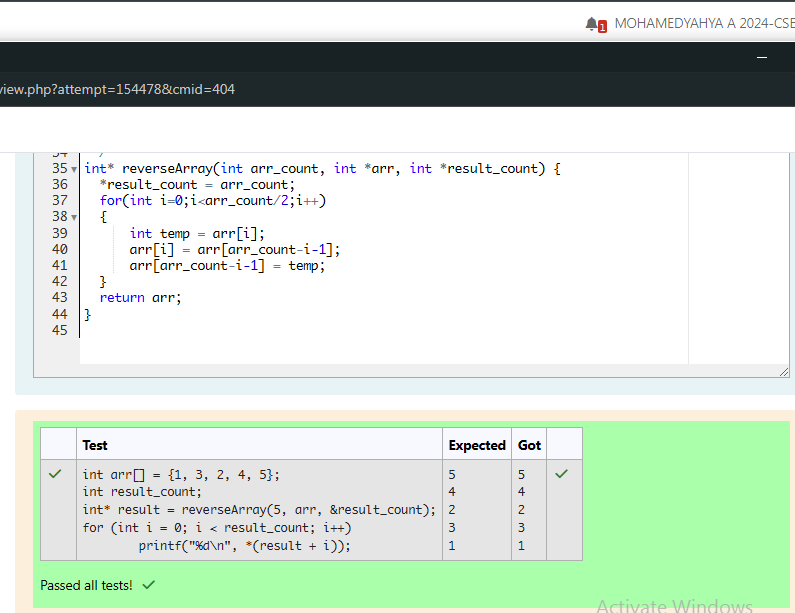 1 MOHAMEDYAHYA A 2024-CSE
view.php?attempt=154478&cmid=404
35 int* reverseArray(int arr_count, int *arr, int *result_count) {
36 *result_count = arr_count;
37 for(int i=0;i<arr_count/2;i++)
38 {
39 int temp = arr[i];
40 arr[i] = arr[arr_count-i-1];
41 arr[arr_count-i-1] = temp;
42 }
43 return arr;
44 }
45
Test Expected Got
int arr[] = {1, 3, 2, 4, 5}; 5 5
int result_count; 4 4
int* result = reverseArray(5, arr, &result_count); 2 2
for (int i = 0; i < result_count; i++) 3 3
printf("%d\n", *(result + i)); 1 1
Passed all tests!
Activate Windows